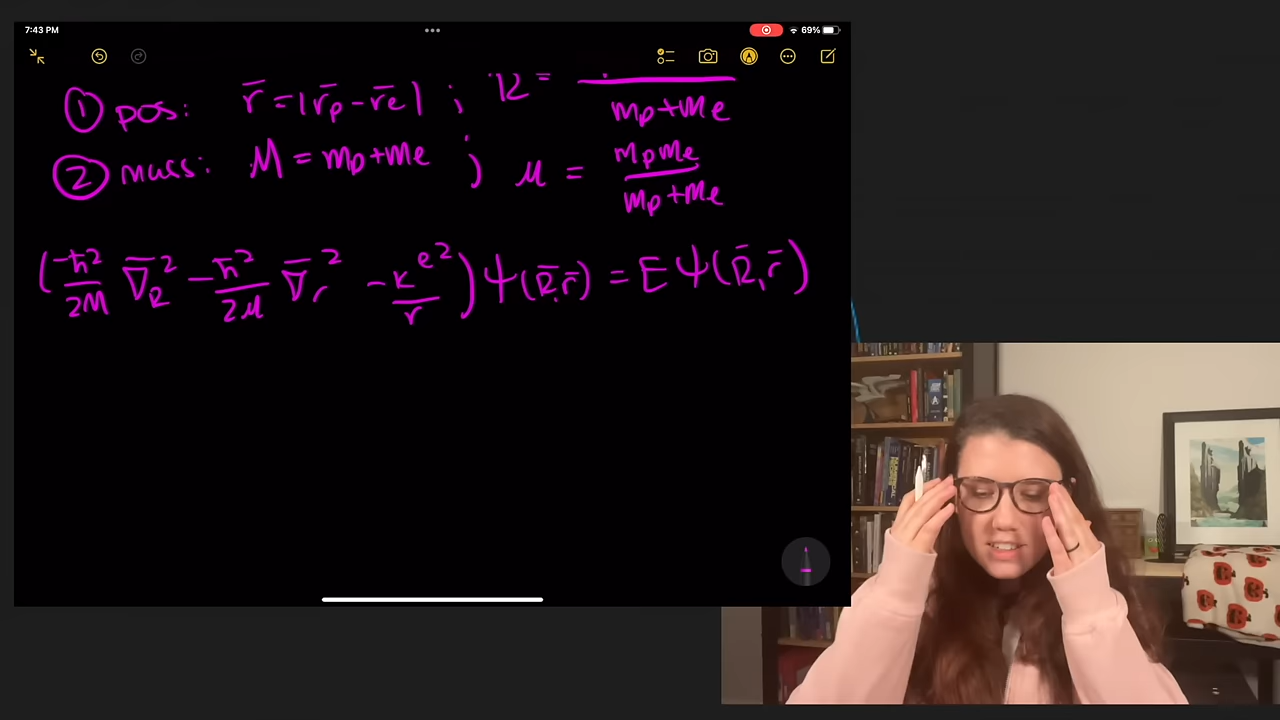 7:43 PM 69%
① pos: r̄ = |r̄p - r̄e| ; R̄ = ⎯ / mp + me
② mass: M = mp + me ; μ = mpme / mp + me
(-ħ²/2M ∇̄R² - ħ²/2μ ∇̄r² - k e²/r) Ψ(R̄, r̄) = E Ψ(R̄, r̄)